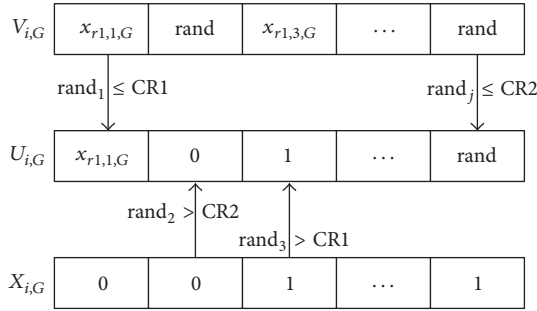 V_{i,G} x_{r1,1,G} rand x_{r1,3,G} ⋯ rand
rand_1 ≤ CR1 rand_j ≤ CR2
U_{i,G} x_{r1,1,G} 0 1 ⋯ rand
rand_2 > CR2
rand_3 > CR1
X_{i,G} 0 0 1 ⋯ 1